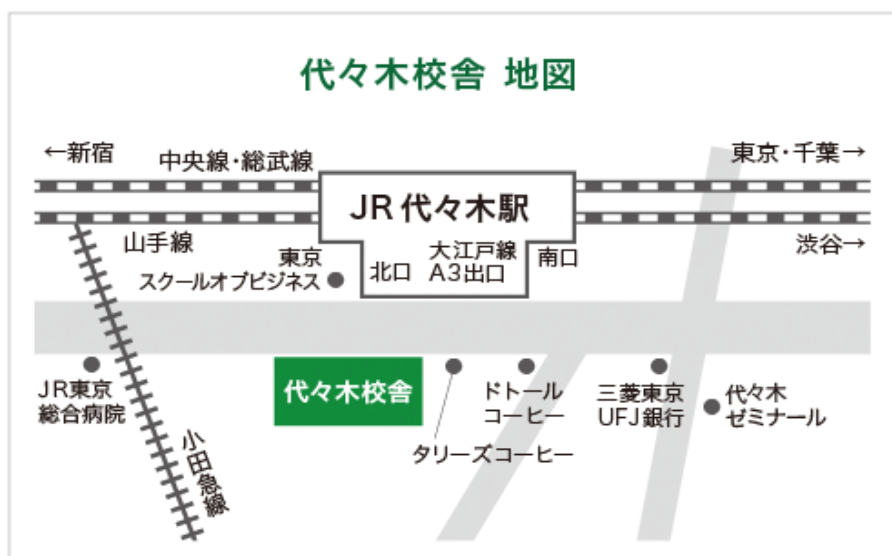 代々木校舎 地図
←新宿
東京・千葉→
中央線・総武線
JR 代々木駅
山手線
渋谷→
東京
スクールオブビジネス
北口
大江戸線
A3出口
南口
JR東京
総合病院
代々木校舎
ドトール
コーヒー
三菱東京
UFJ銀行
代々木
ゼミナール
タリーズコーヒー
小田急線